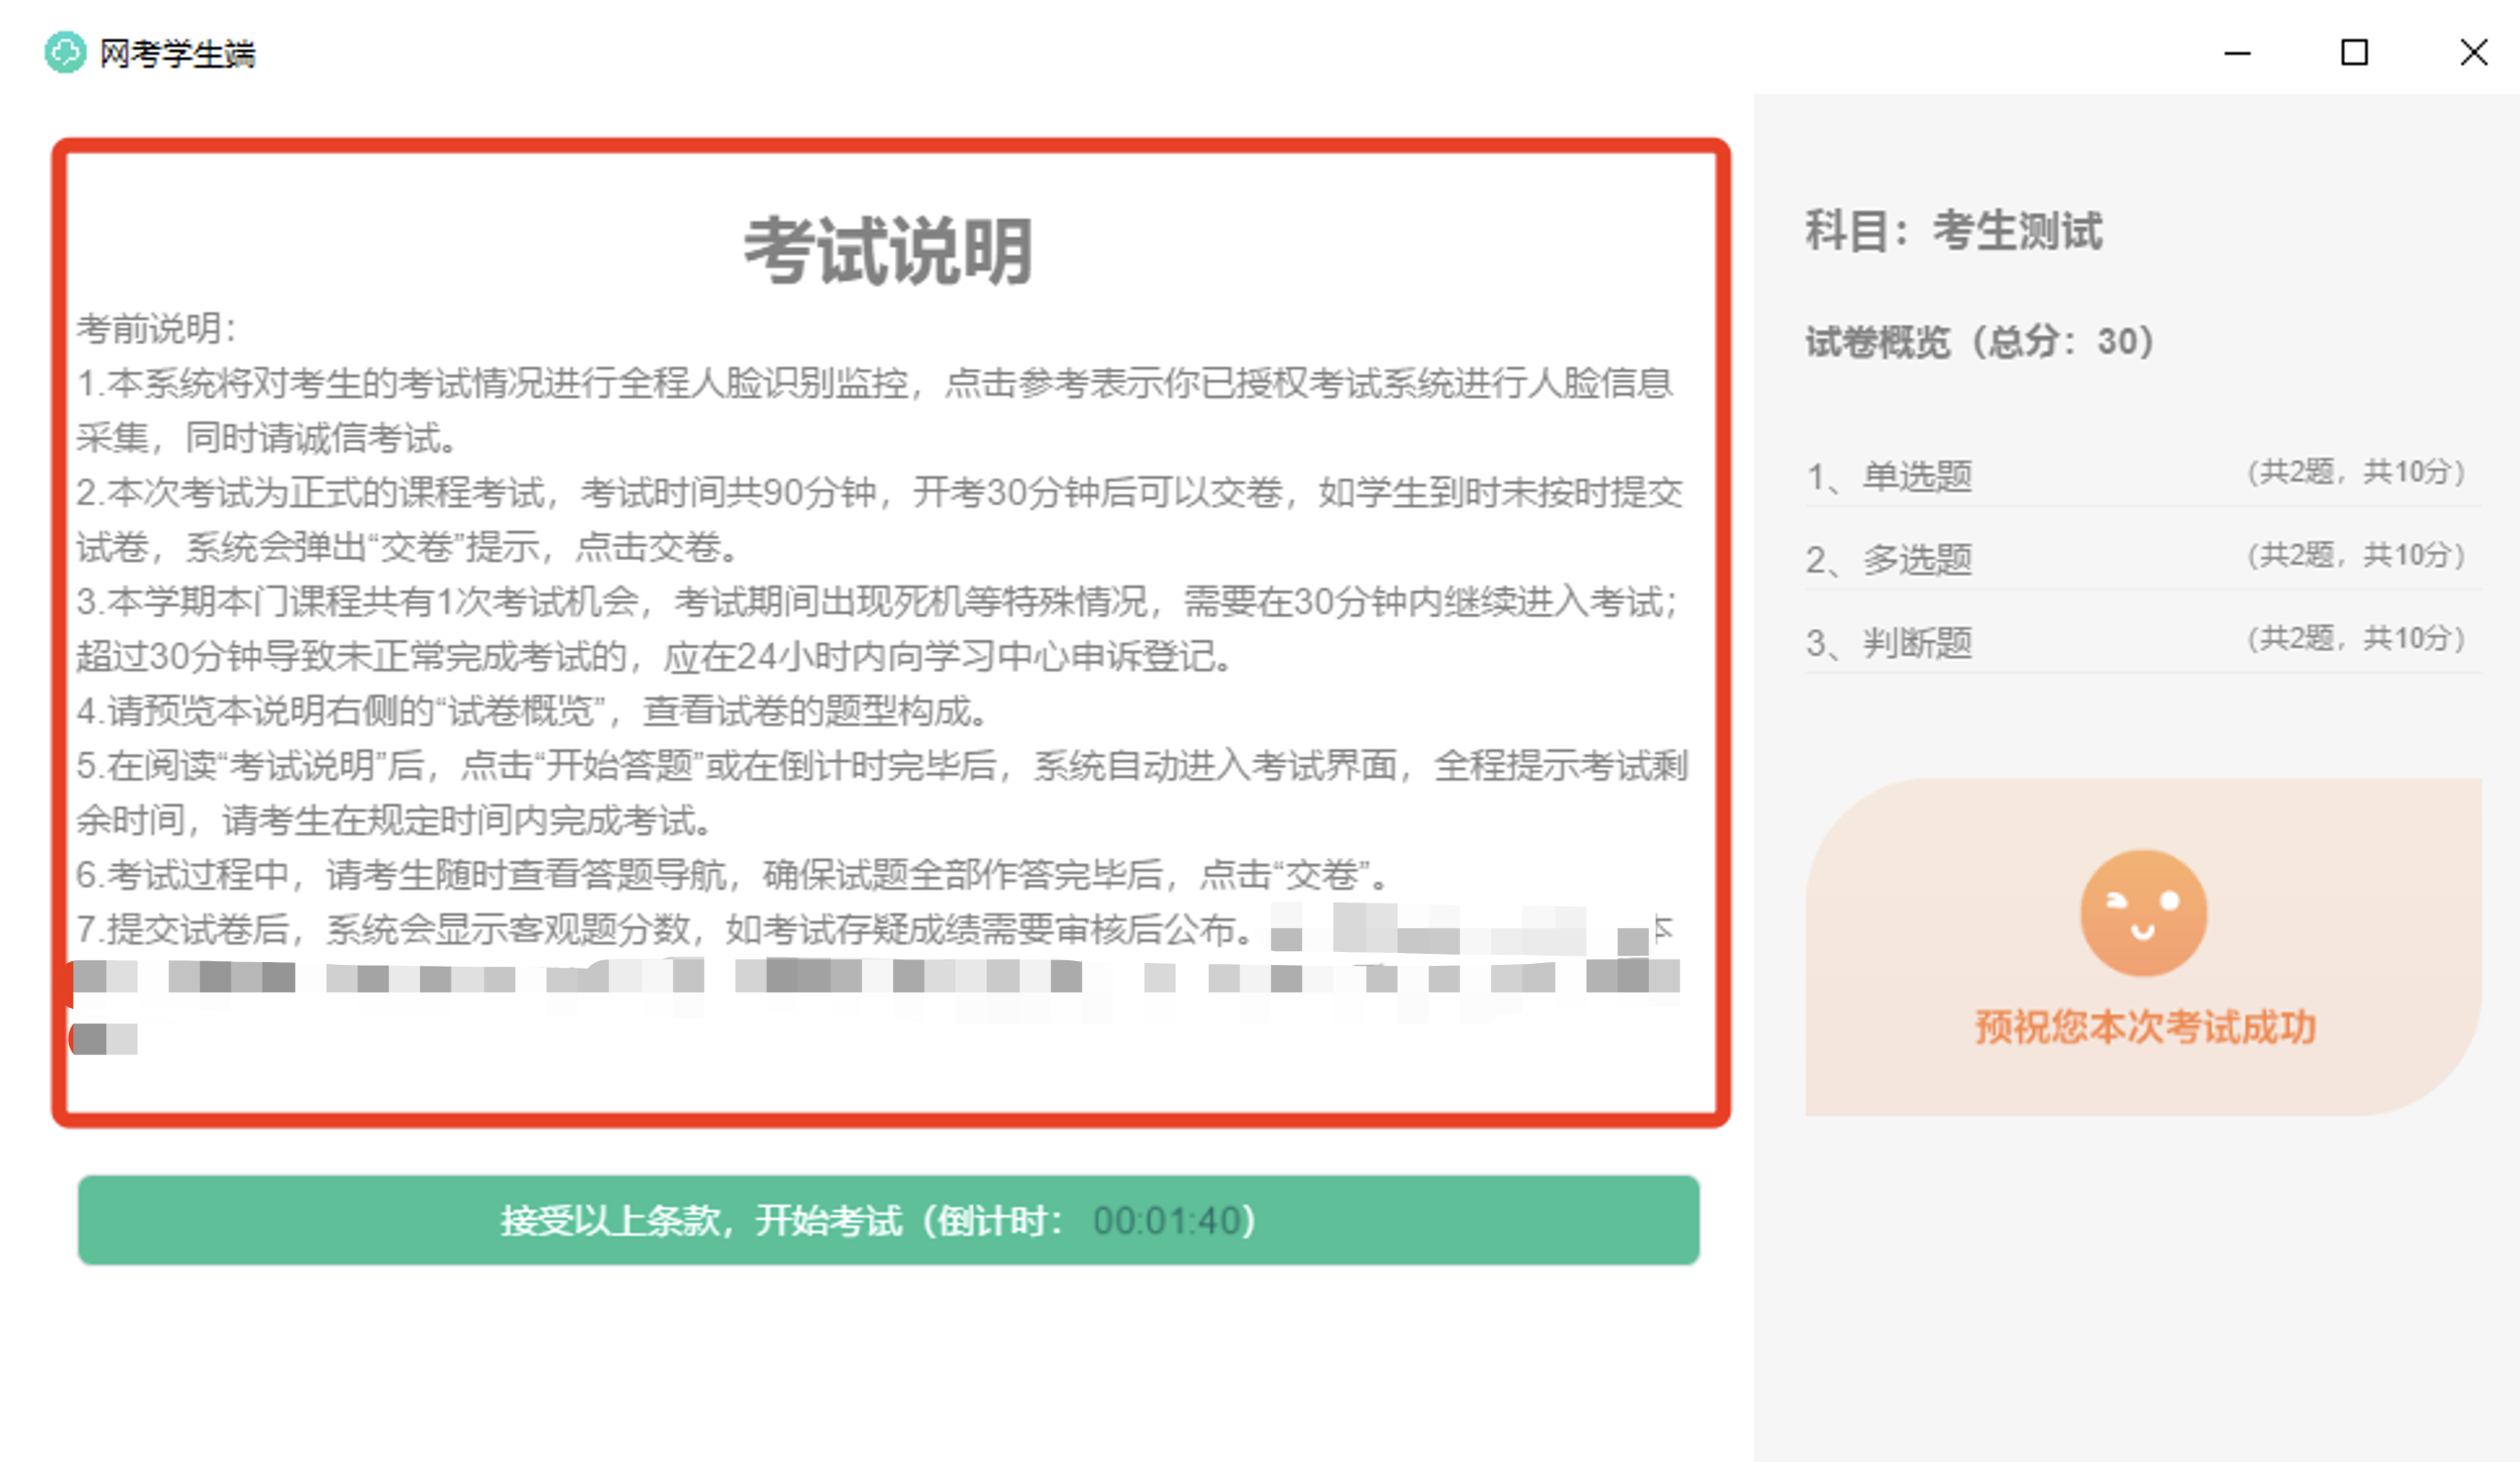 网考学生端
考试说明
考前说明：
1.本系统将对考生的考试情况进行全程人脸识别监控，点击参考表示你已授权考试系统进行人脸信息
采集，同时请诚信考试。
2.本次考试为正式的课程考试，考试时间共90分钟，开考30分钟后可以交卷，如学生到时未按时提交
试卷，系统会弹出“交卷”提示，点击交卷。
3.本学期本门课程共有1次考试机会，考试期间出现死机等特殊情况，需要在30分钟内继续进入考试；
超过30分钟导致未正常完成考试的，应在24小时内向学习中心申诉登记。
4.请预览本说明右侧的“试卷概览”，查看试卷的题型构成。
5.在阅读“考试说明”后，点击“开始答题”或在倒计时完毕后，系统自动进入考试界面，全程提示考试剩
余时间，请考生在规定时间内完成考试。
6.考试过程中，请考生随时查看答题导航，确保试题全部作答完毕后，点击“交卷”。
7.提交试卷后，系统会显示客观题分数，如考试存疑成绩需要审核后公布。
接受以上条款，开始考试（倒计时： 00:01:40）
科目：考生测试
试卷概览（总分：30）
1、单选题 （共2题，共10分）
2、多选题 （共2题，共10分）
3、判断题 （共2题，共10分）
预祝您本次考试成功